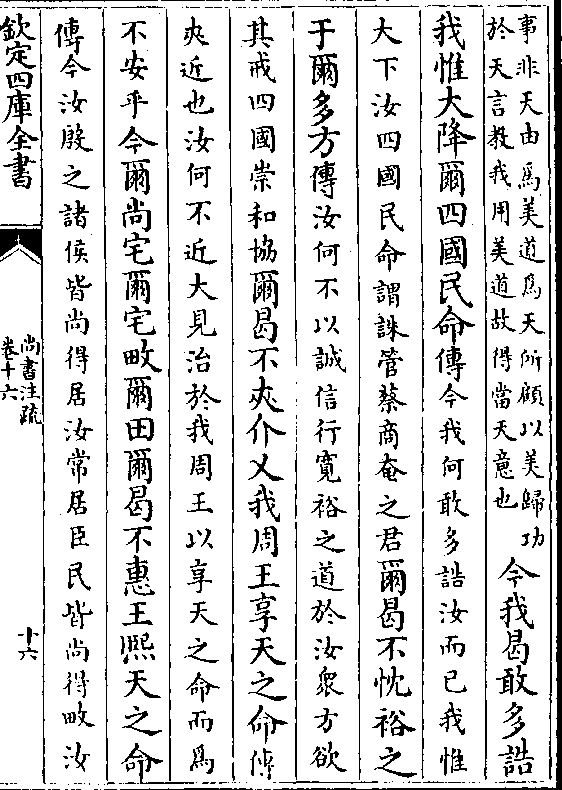 事非天由爲美道爲天所顧以美歸功
於天言教我用美道故得當天意也
今我曷敢多誥
我惟大降爾四國民命傳今我何敢多誥汝而已我惟
大下汝四國民命謂誅管蔡商奄之君爾曷不忱裕之
于爾多方傳汝何不以誠信行寬裕之道於汝衆方欲
其戒四國崇和協爾曷不夾介乂我周王享天之命傳
夾近也汝何不近大見治於我周王以享天之命而爲
不安乎今爾尚宅爾宅畋爾田爾曷不惠王熙天之命
傳今汝殷之諸侯皆尚得居汝常居臣民皆尚得畋汝
欽定四庫全書
尚書注疏
卷十六
十六